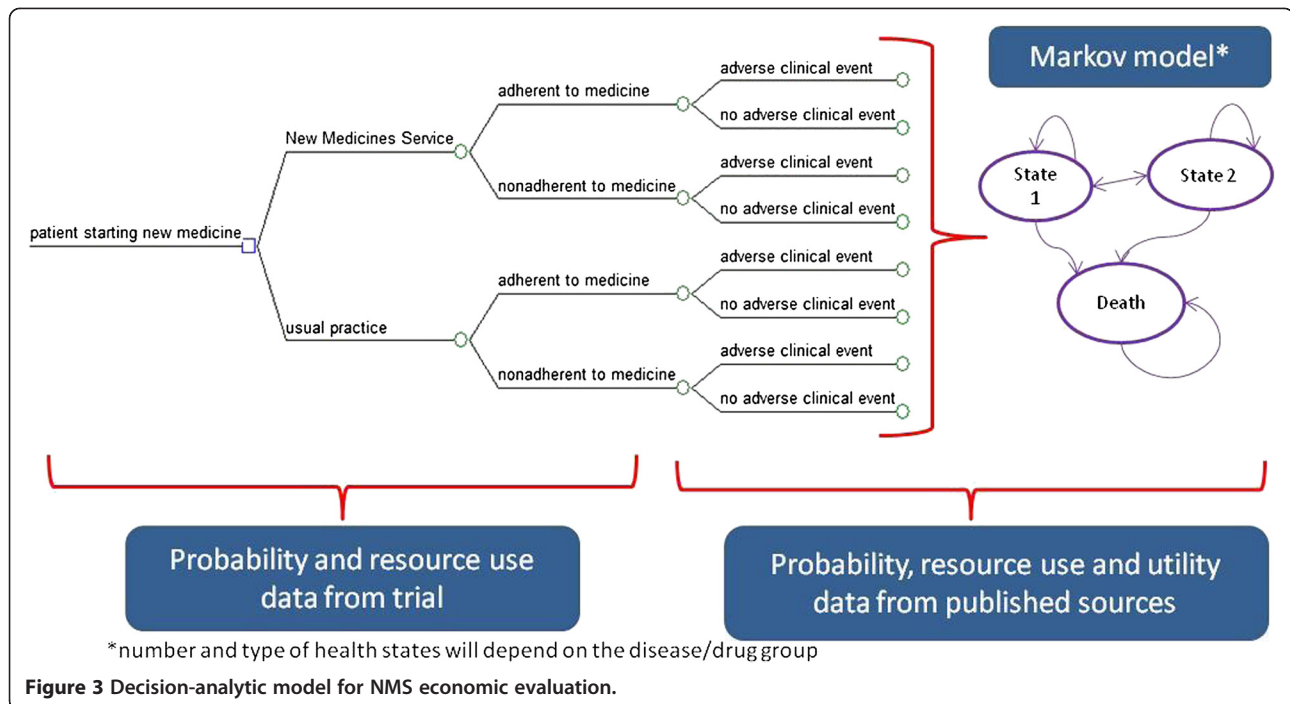 adverse clinical event
Markov model*
adherent to medicine
no adverse clinical event
New Medicines Service
adverse clinical event
nonadherent to medicine
no adverse clinical event
State
1
State 2
patient starting new medicine
adverse clinical event
adherent to medicine
no adverse clinical event
Death
usual practice
adverse clinical event
nonadherent to medicine
no adverse clinical event
Probability and resource use
data from trial
Probability, resource use and utility
data from published sources
*number and type of health states will depend on the disease/drug group
Figure 3 Decision-analytic model for NMS economic evaluation.